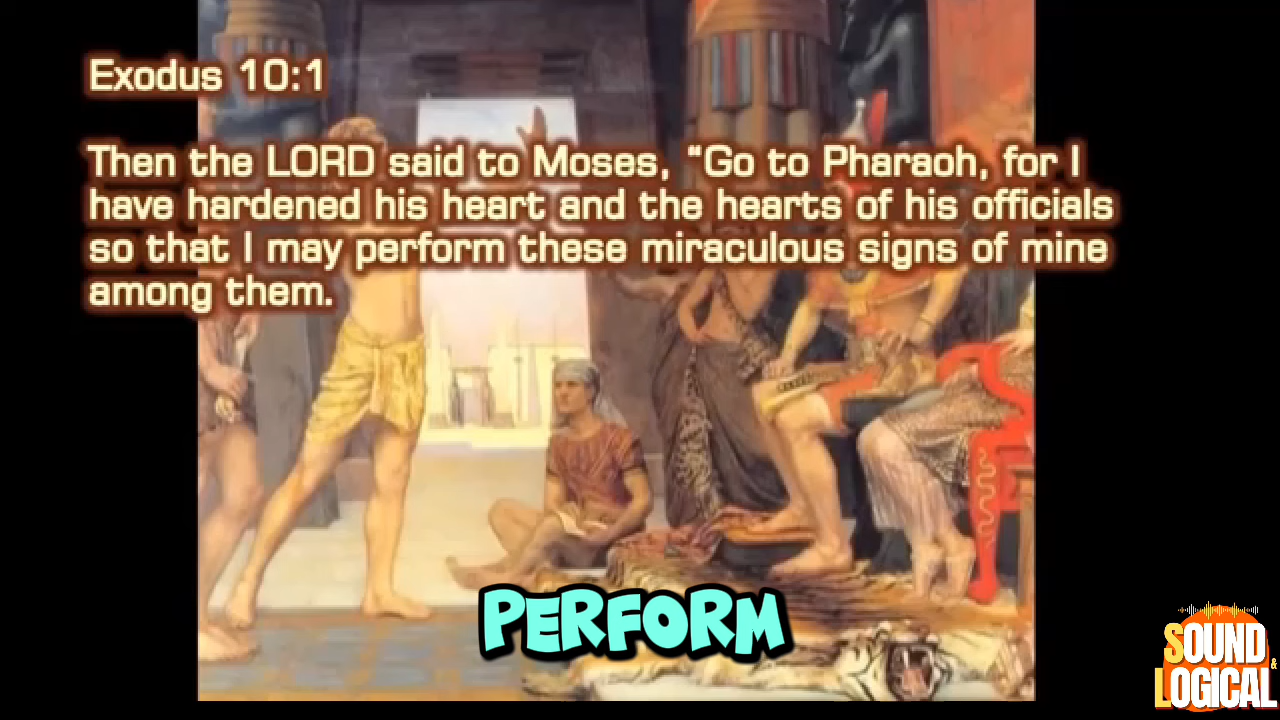 Exodus 10:1
Then the LORD said to Moses, “Go to Pharaoh, for I
have hardened his heart and the hearts of his officials
so that I may perform these miraculous signs of mine
among them.
PERFORM
SOUND
& LOGICAL